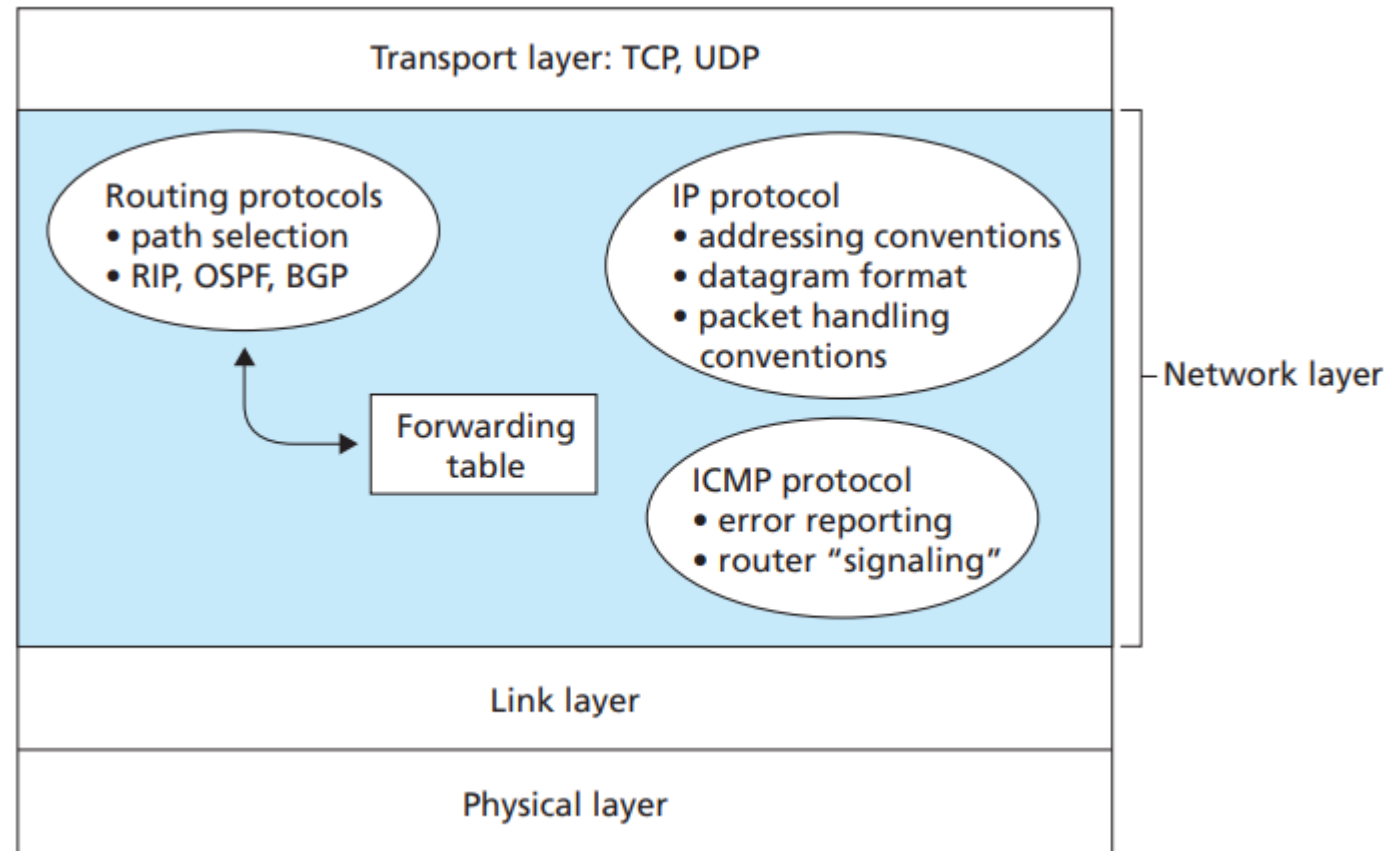 Transport layer: TCP, UDP
Routing protocols
• path selection
• RIP, OSPF, BGP
IP protocol
• addressing conventions
• datagram format
• packet handling
conventions
Network layer
Forwarding
table
ICMP protocol
• error reporting
• router “signaling”
Link layer
Physical layer